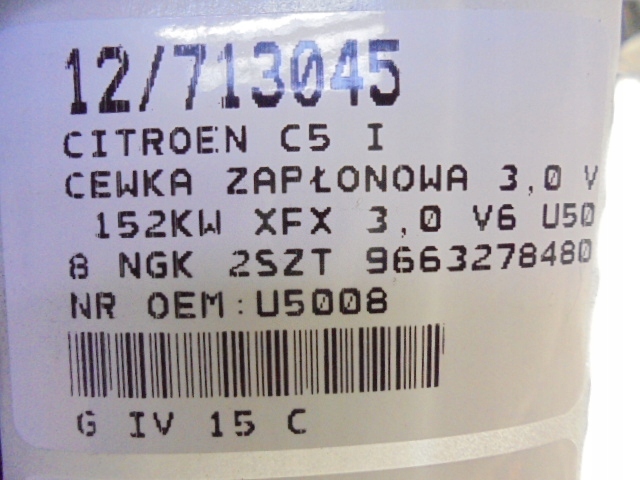 12/713045
CITROEN C5 I
CEWKA ZAPŁONOWA 3,0 V
152KW XFX 3,0 V6 U50
8 NGK 2SZT 9663278480
NR OEM:U5008
G IV 15 C